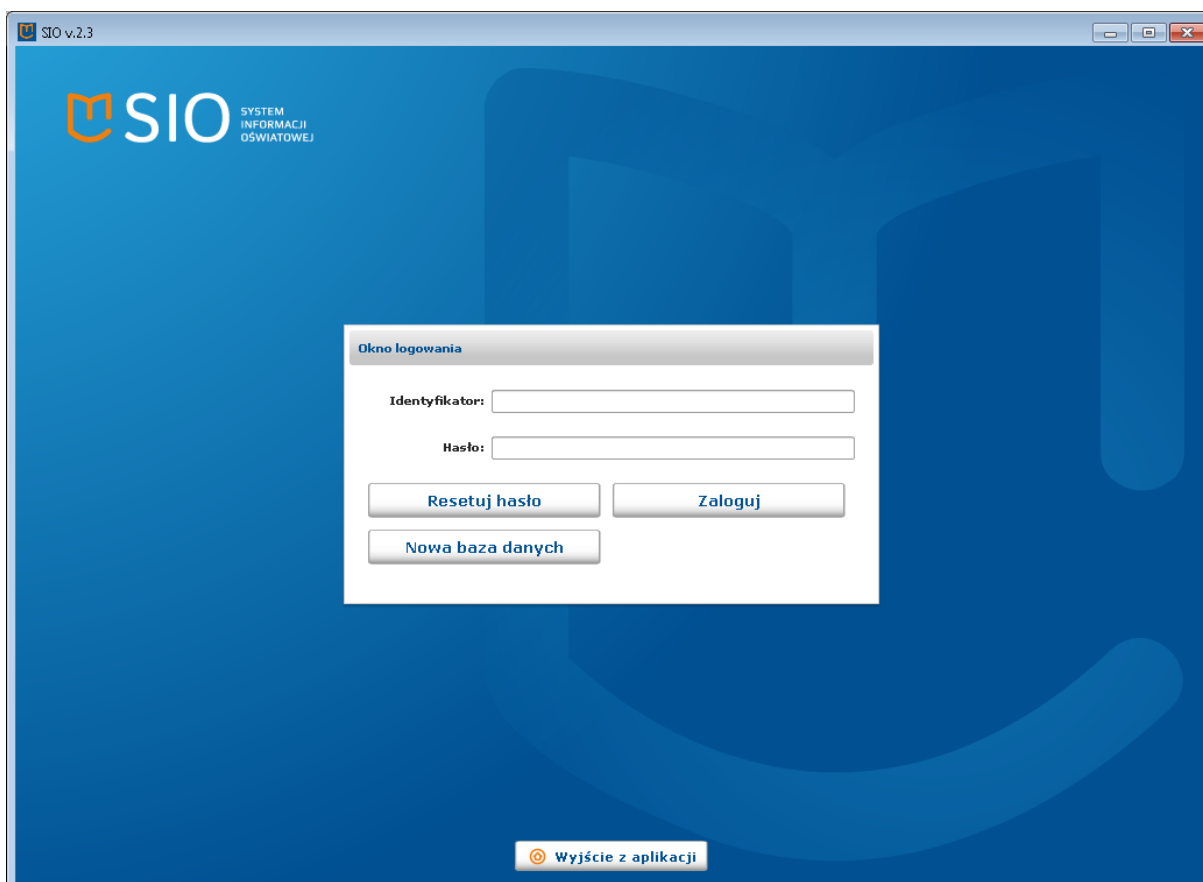 SIO v.2.3
SIO
SYSTEM
INFORMACJI
OŚWIATOWEJ
Okno logowania
Identyfikator:
Hasło:
Resetuj hasło
Zaloguj
Nowa baza danych
Wyjście z aplikacji